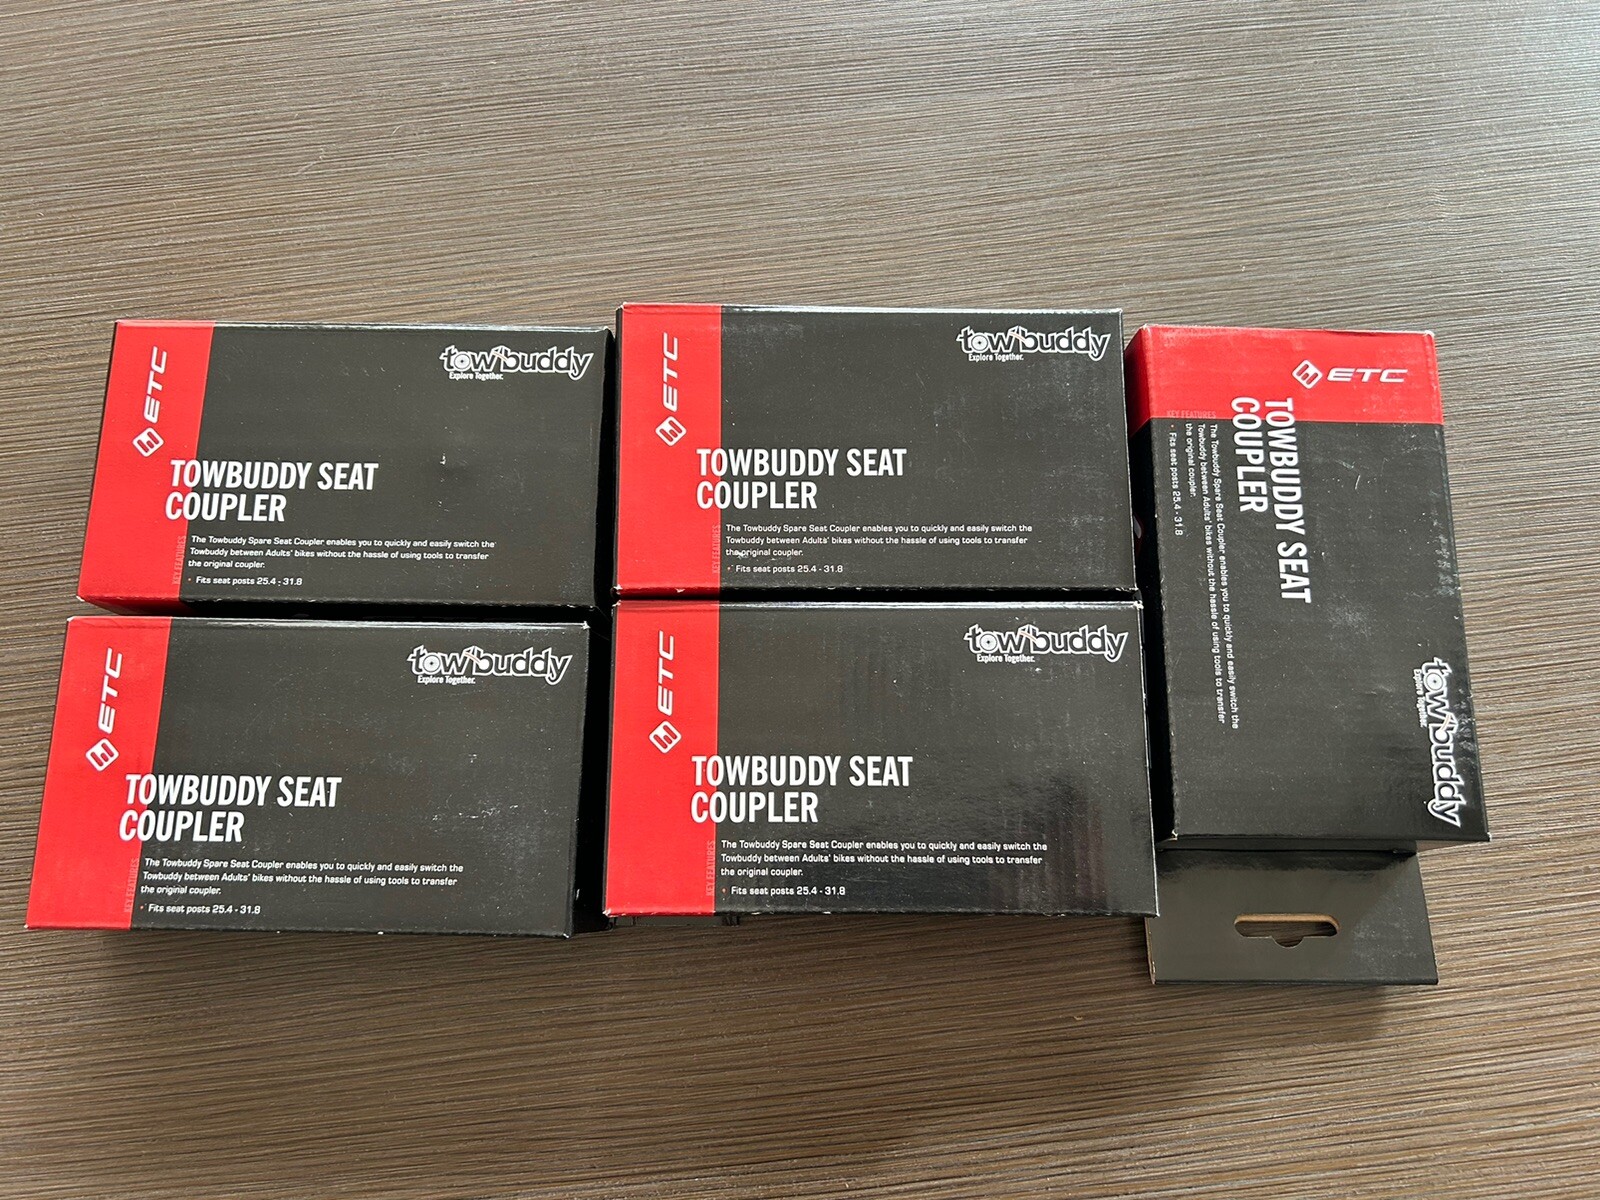 ETC
towbuddy
Explore Together.
TOWBUDDY SEAT
COUPLER
KEY FEATURES
The Towbuddy Spare Seat Coupler enables you to quickly and easily switch the
Towbuddy between Adults' bikes without the hassle of using tools to transfer
the original coupler.
• Fits seat posts 25.4 - 31.8
ETC
towbuddy
Explore Together.
TOWBUDDY SEAT
COUPLER
KEY FEATURES
The Towbuddy Spare Seat Coupler enables you to quickly and easily switch the
Towbuddy between Adults' bikes without the hassle of using tools to transfer
the original coupler.
• Fits seat posts 25.4 - 31.8
ETC
TOWBUDDY SEAT
COUPLER
KEY FEATURES
The Towbuddy Spare Seat Coupler enables you to quickly and easily switch the
Towbuddy between Adults' bikes without the hassle of using tools to transfer
the original coupler.
• Fits seat posts 25.4 - 31.8
towbuddy
Explore Together.
ETC
towbuddy
Explore Together.
TOWBUDDY SEAT
COUPLER
KEY FEATURES
The Towbuddy Spare Seat Coupler enables you to quickly and easily switch the
Towbuddy between Adults' bikes without the hassle of using tools to transfer
the original coupler.
• Fits seat posts 25.4 - 31.8
ETC
towbuddy
Explore Together.
TOWBUDDY SEAT
COUPLER
KEY FEATURES
The Towbuddy Spare Seat Coupler enables you to quickly and easily switch the
Towbuddy between Adults' bikes without the hassle of using tools to transfer
the original coupler.
• Fits seat posts 25.4 - 31.8